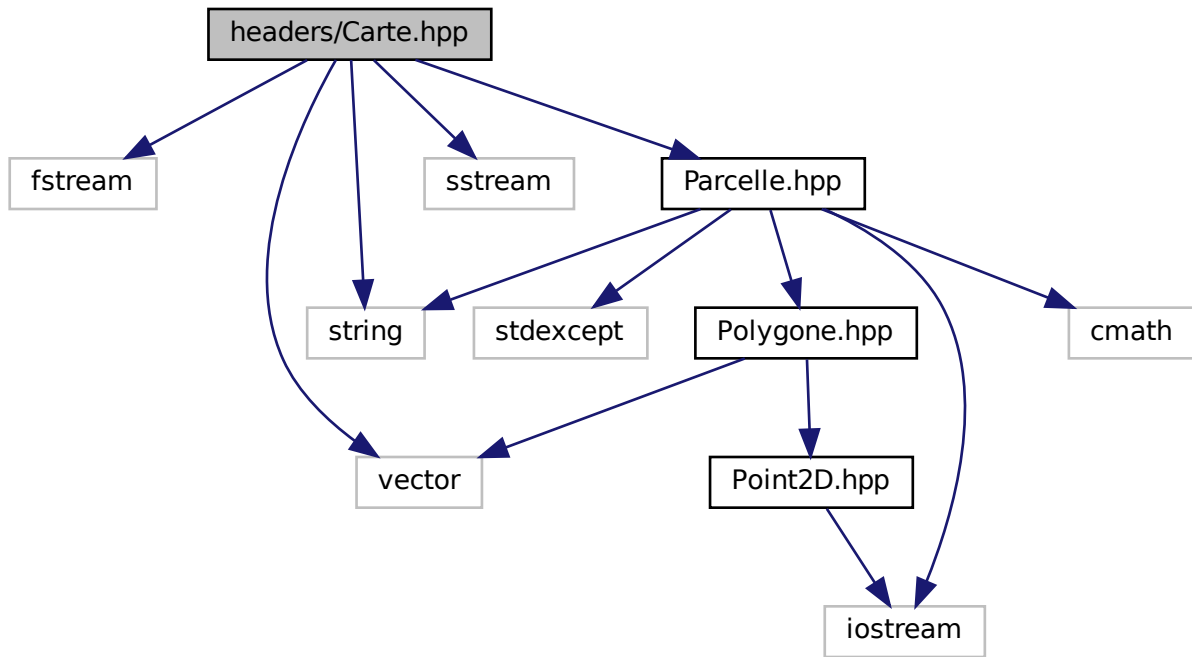 headers/Carte.hpp
fstream
sstream
Parcelle.hpp
string
stdexcept
Polygone.hpp
cmath
vector
Point2D.hpp
iostream